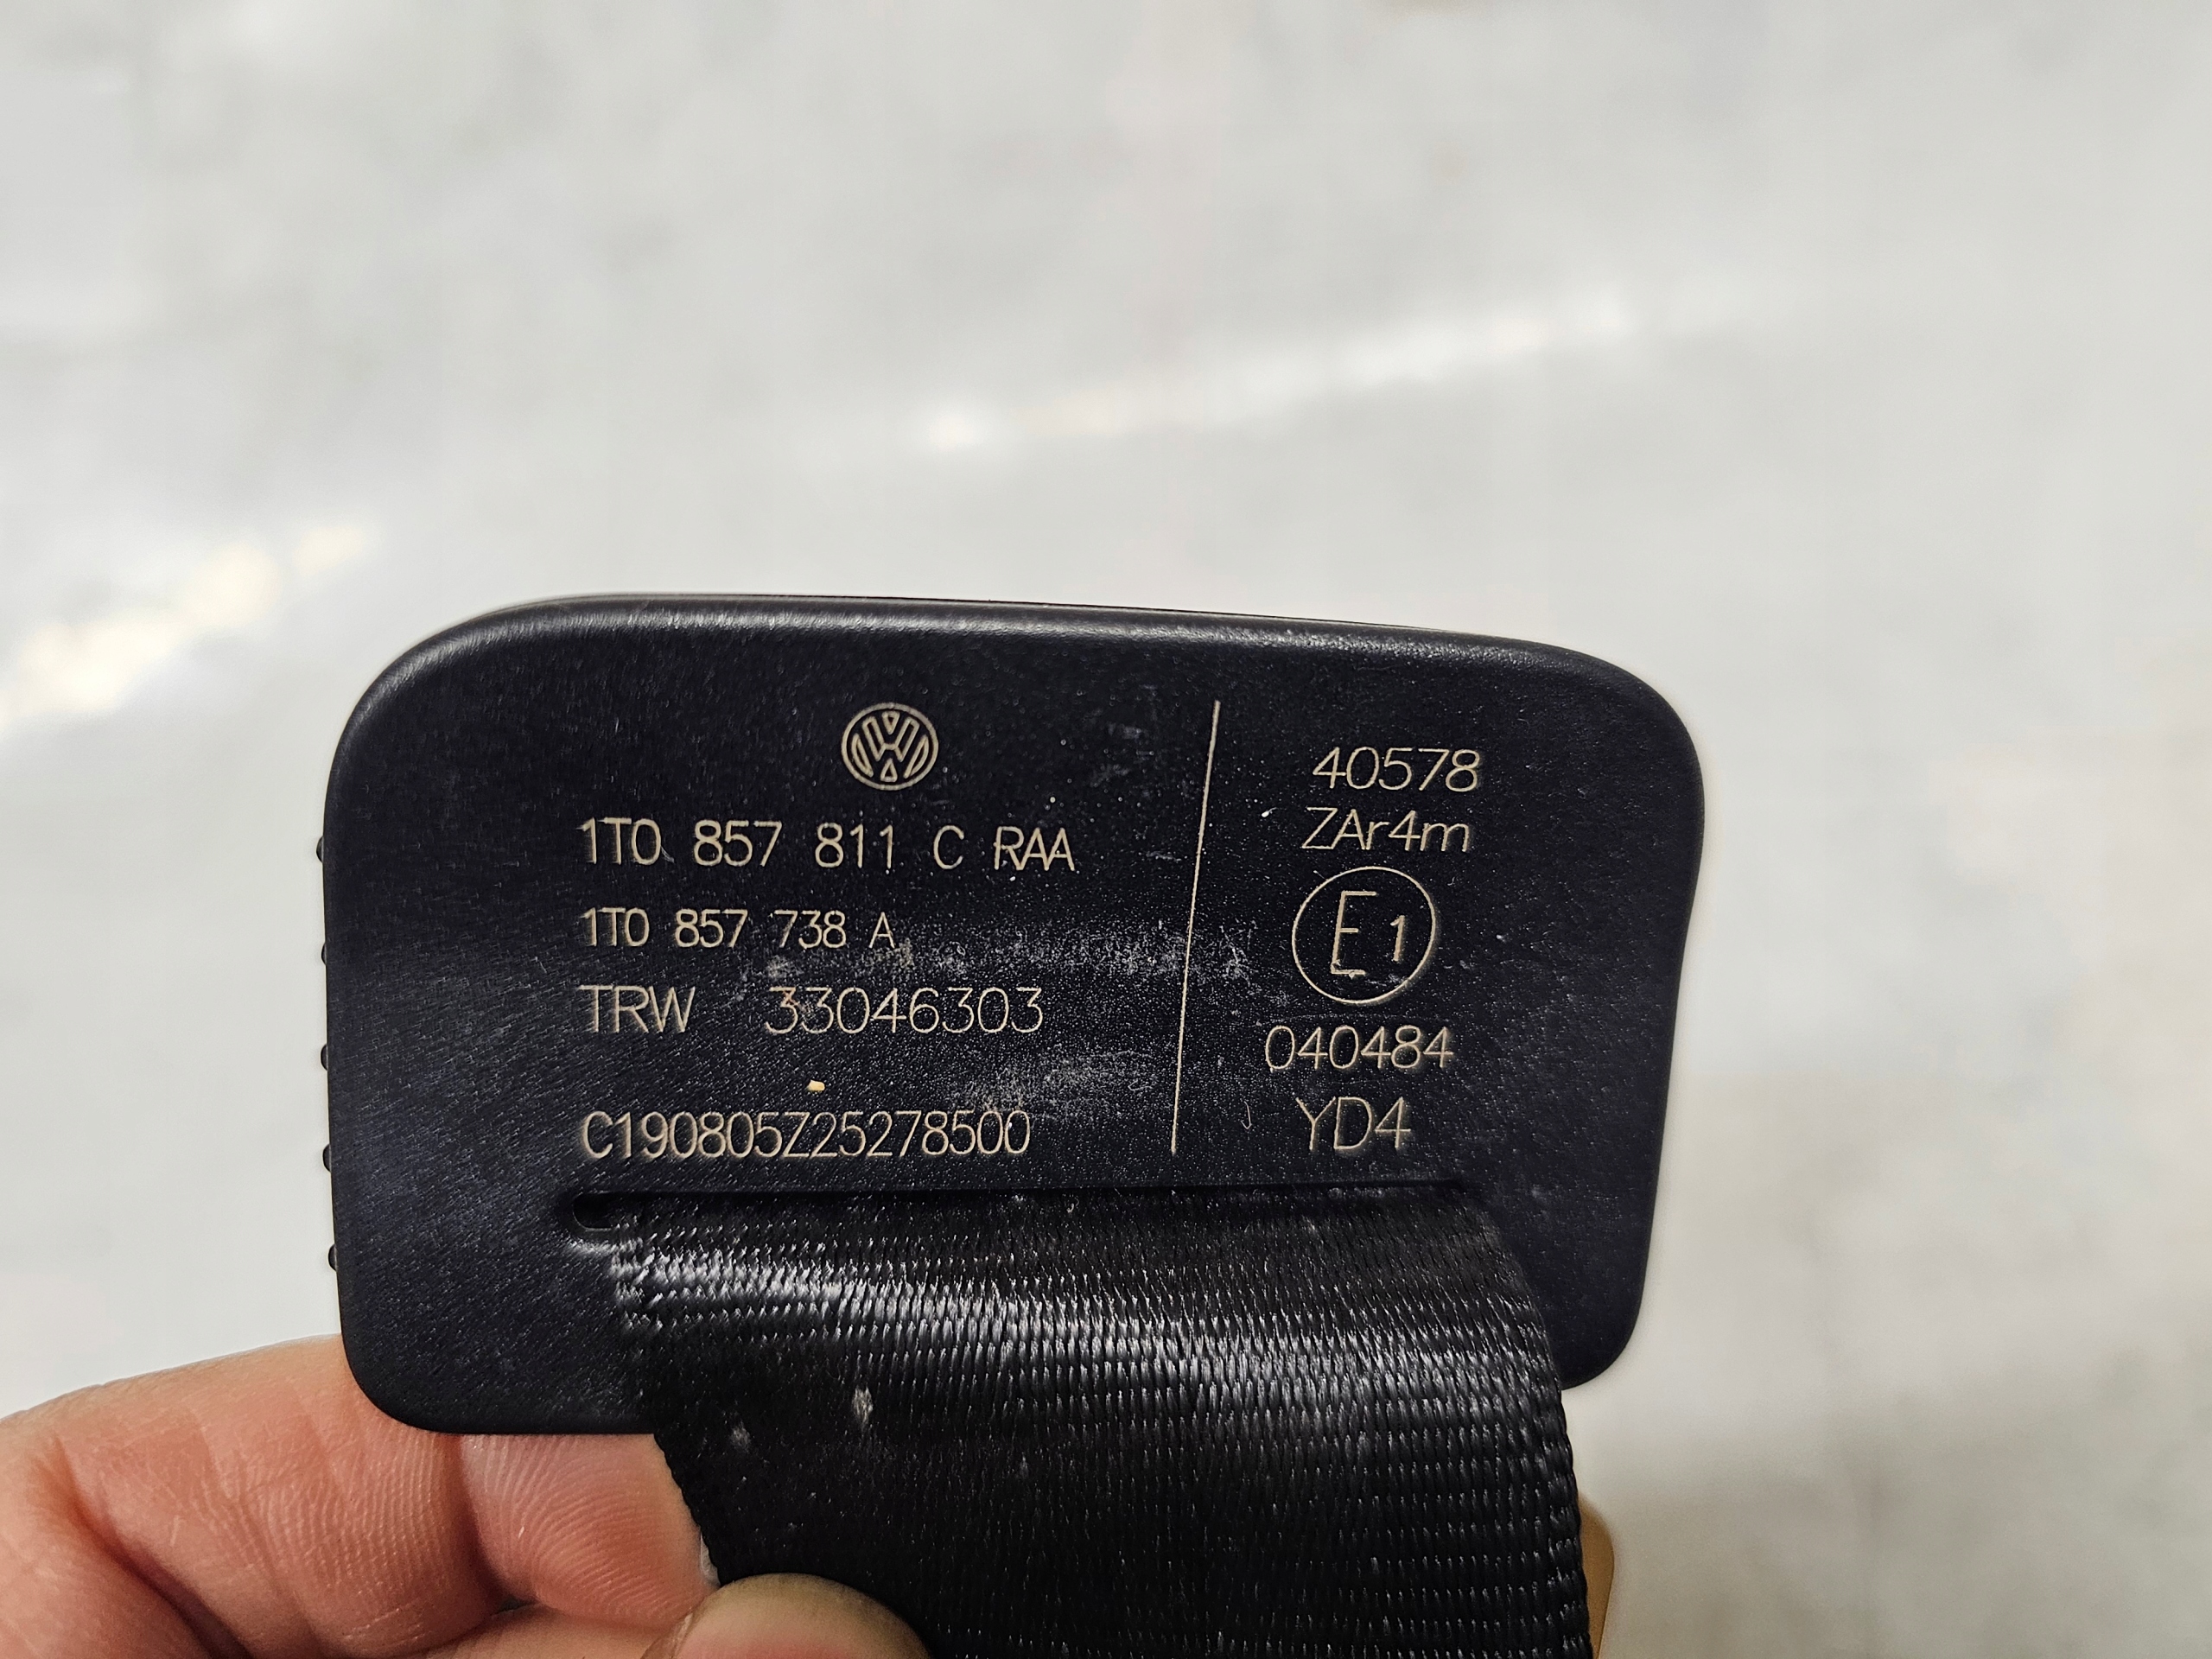 1T0 857 811 C RAA
1T0 857 738 A
TRW 33046303
C190805Z25278500
40578
ZAr4m
E1
040484
YD4